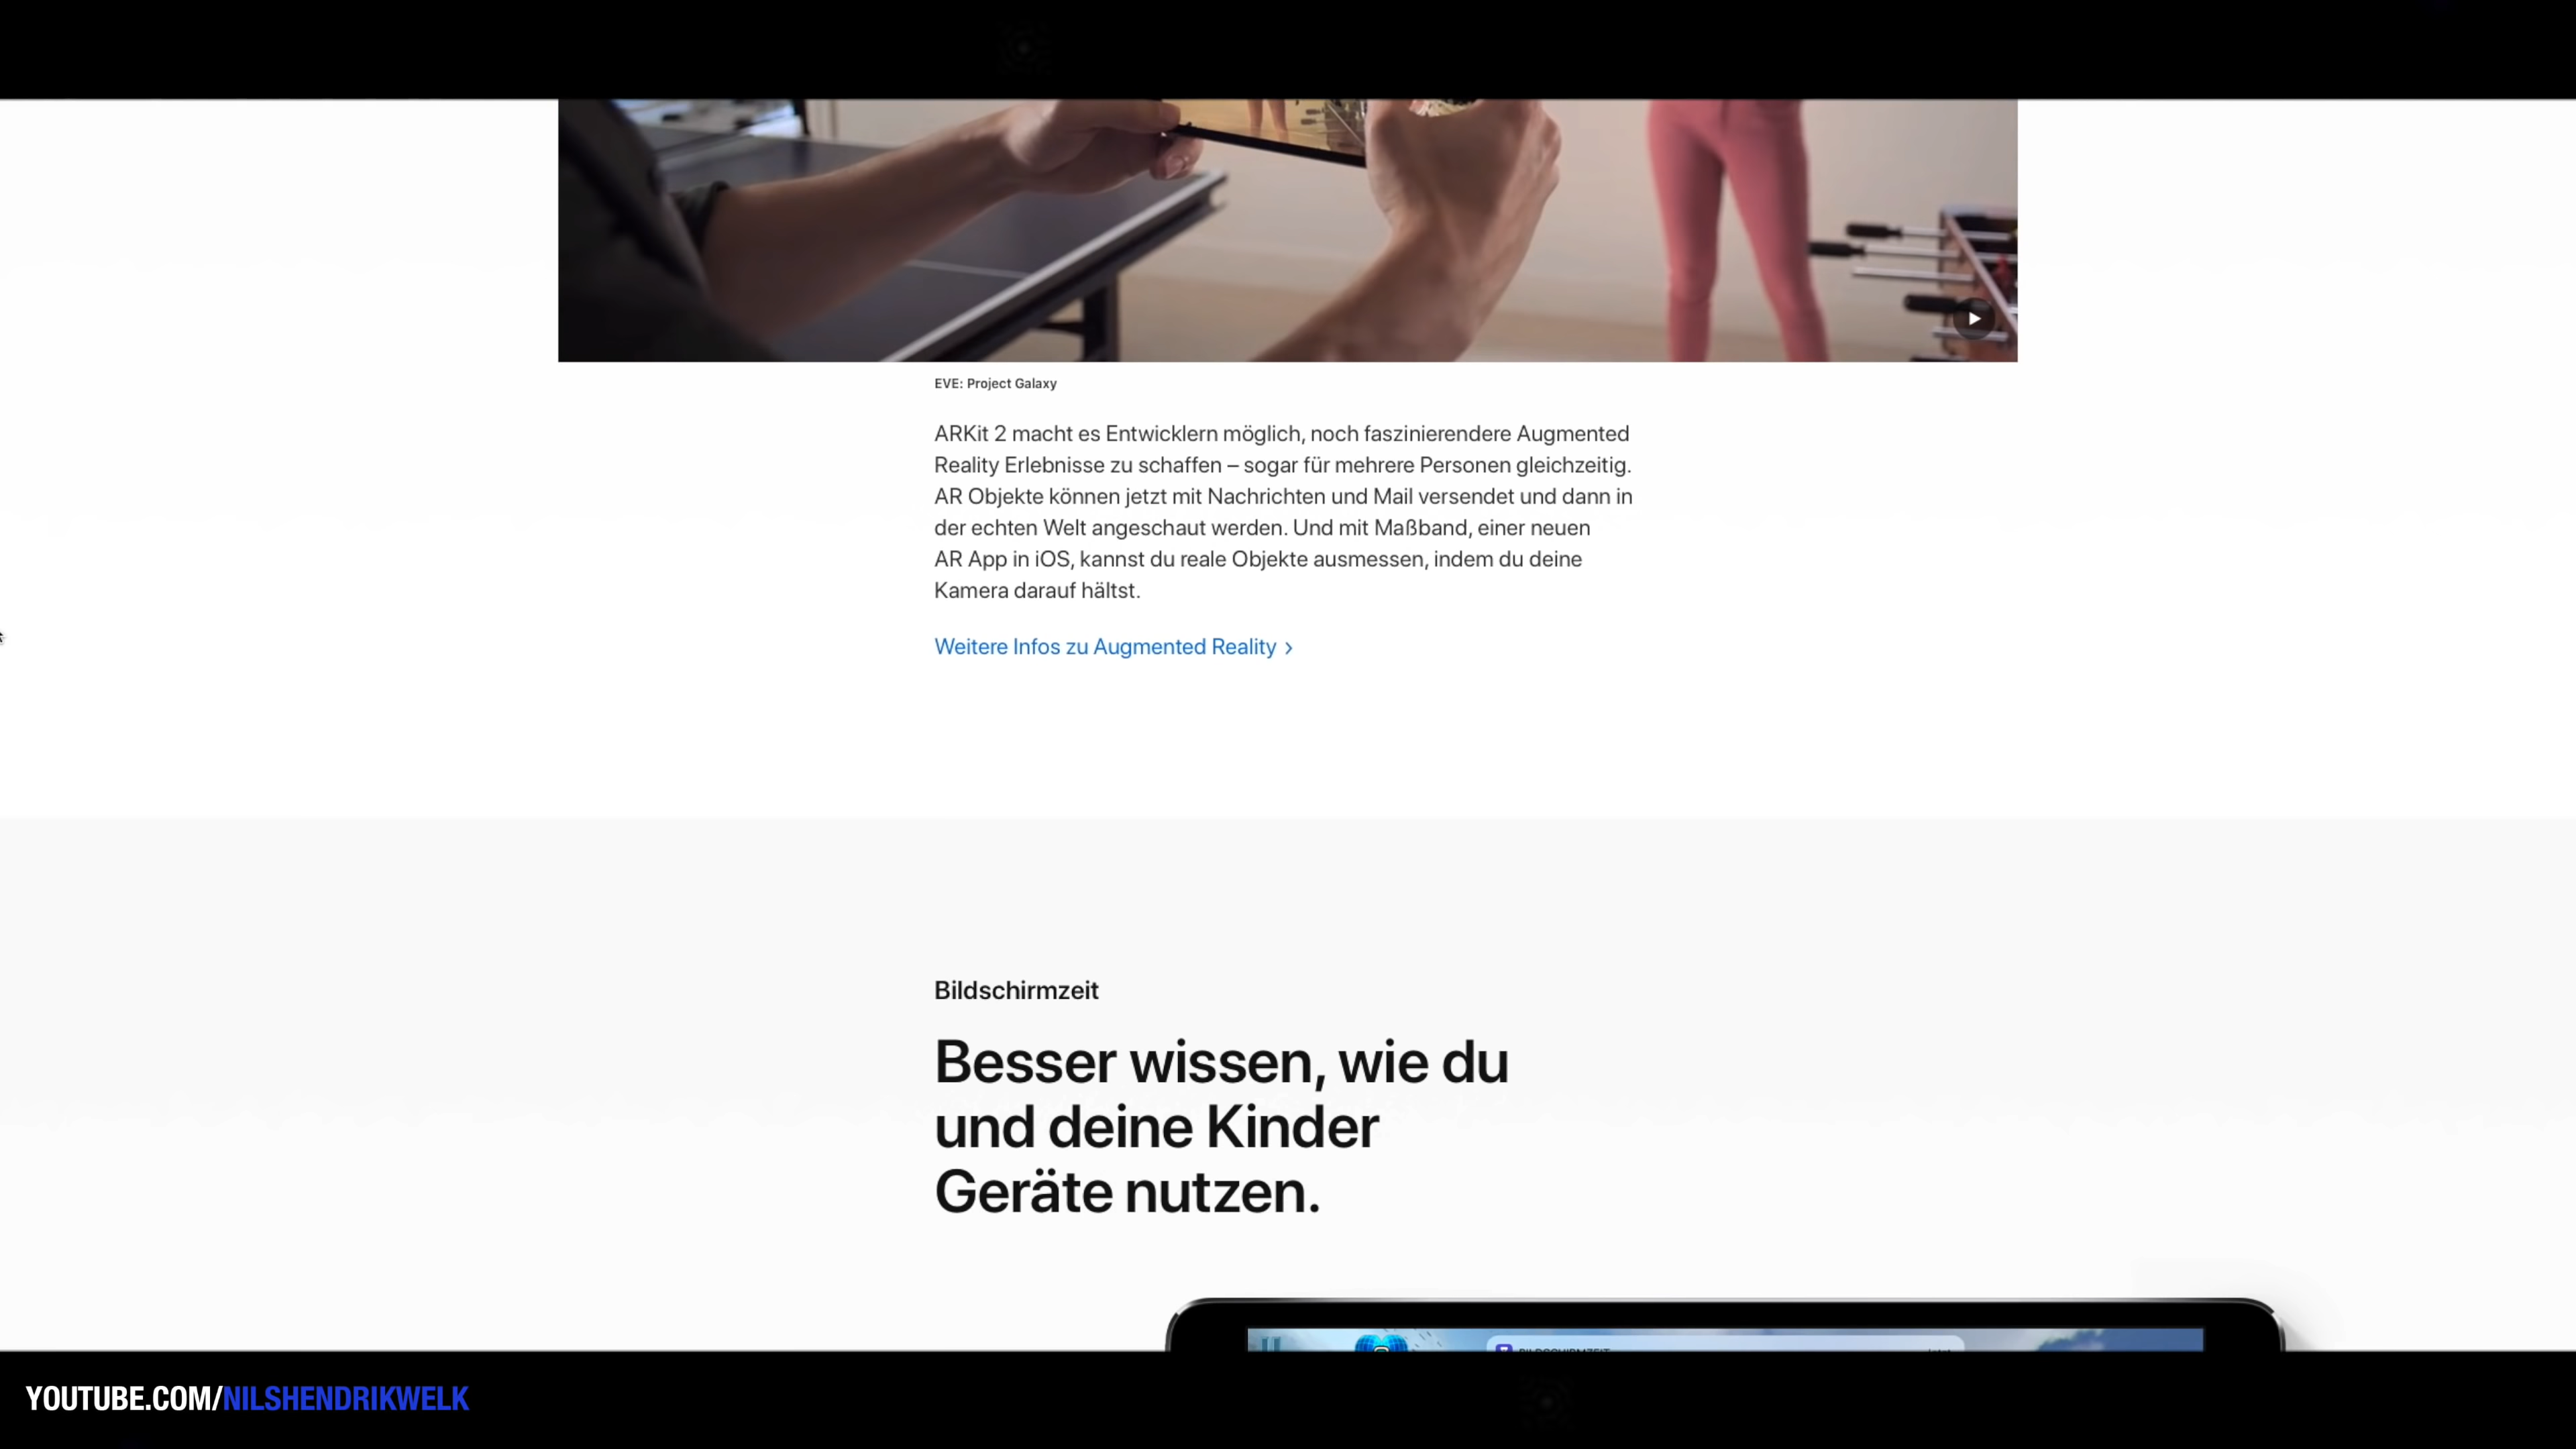 EVE: Project Galaxy
ARKit 2 macht es Entwicklern möglich, noch faszinierendere Augmented
Reality Erlebnisse zu schaffen – sogar für mehrere Personen gleichzeitig.
AR Objekte können jetzt mit Nachrichten und Mail versendet und dann in
der echten Welt angeschaut werden. Und mit Maßband, einer neuen
AR App in iOS, kannst du reale Objekte ausmessen, indem du deine
Kamera darauf hältst.
Weitere Infos zu Augmented Reality ›
Bildschirmzeit
Besser wissen, wie du
und deine Kinder
Geräte nutzen.
YOUTUBE.COM/NILSHENDRIKWELK